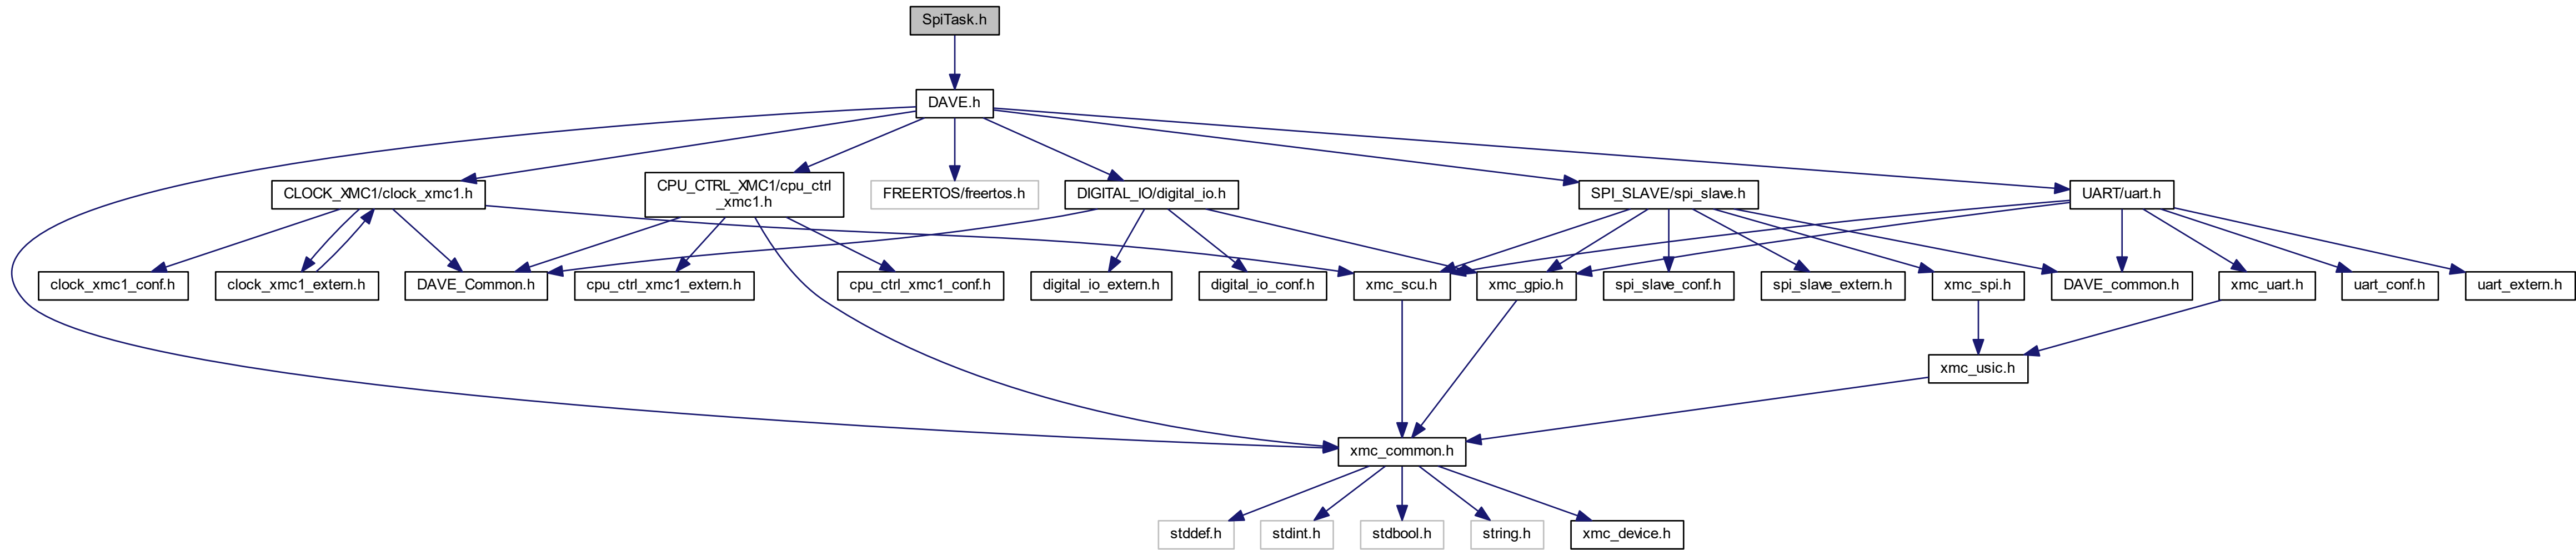 SpiTask.h
DAVE.h
CLOCK_XMC1/clock_xmc1.h
CPU_CTRL_XMC1/cpu_ctrl
_xmc1.h
FREERTOS/freertos.h
DIGITAL_IO/digital_io.h
SPI_SLAVE/spi_slave.h
UART/uart.h
clock_xmc1_conf.h
clock_xmc1_extern.h
DAVE_Common.h
cpu_ctrl_xmc1_extern.h
cpu_ctrl_xmc1_conf.h
digital_io_extern.h
digital_io_conf.h
xmc_scu.h
xmc_gpio.h
spi_slave_conf.h
spi_slave_extern.h
xmc_spi.h
DAVE_common.h
xmc_uart.h
uart_conf.h
uart_extern.h
xmc_usic.h
xmc_common.h
stddef.h
stdint.h
stdbool.h
string.h
xmc_device.h